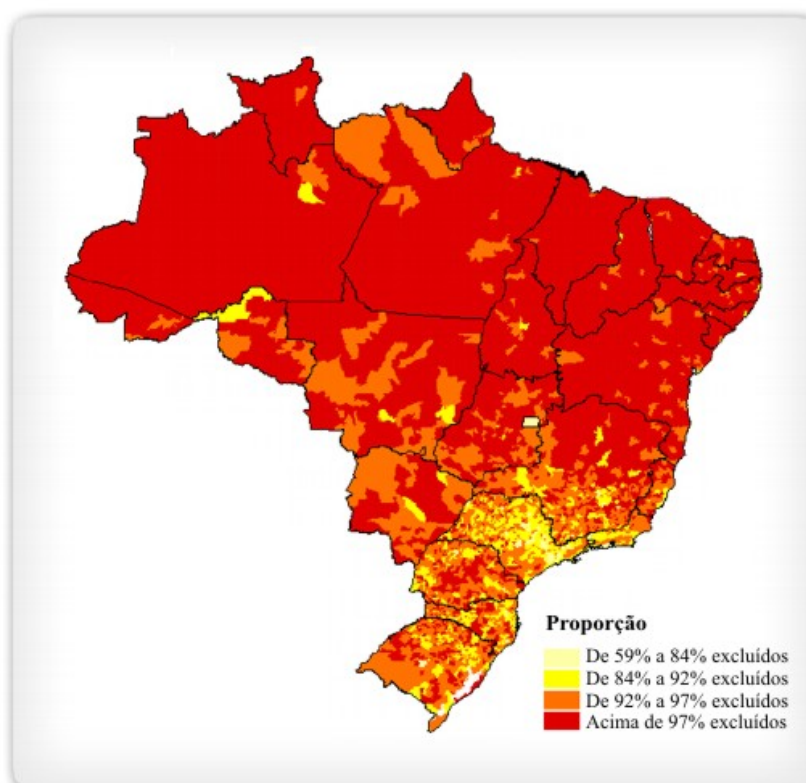 Proporção
De 59% a 84% excluídos
De 84% a 92% excluídos
De 92% a 97% excluídos
Acima de 97% excluídos